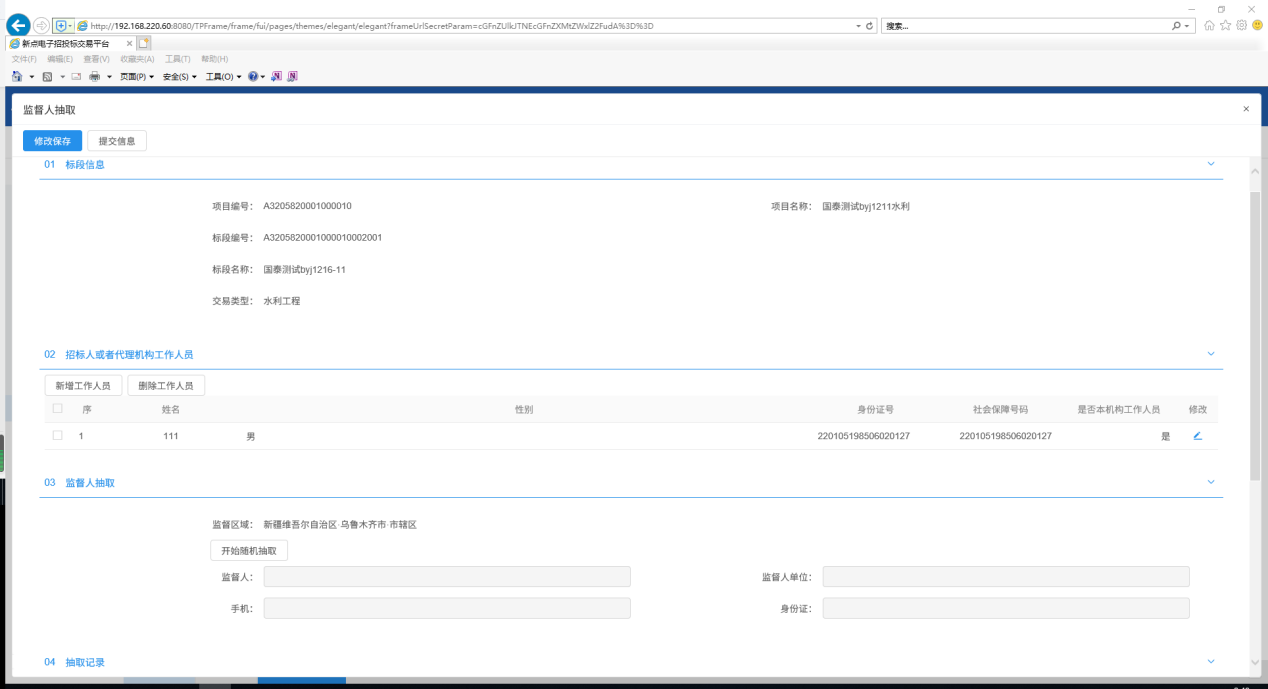 http://192.168.220.60:8080/TPFrame/frame/fui/pages/themes/elegant/elegant?frameUrlSecretParam=cGFnZUlkJTNEcGFnZXMtZWxlZ2FudA%3D%3D 搜索...
新点电子招投标交易平台
文件(F) 编辑(E) 查看(V) 收藏夹(A) 工具(T) 帮助(H)
页面(P) 安全(S) 工具(O)
监督人抽取
修改保存 提交信息
01 标段信息
项目编号: A3205820001000010 项目名称: 国泰测试byj1211水利
标段编号: A3205820001000010002001
标段名称: 国泰测试byj1216-11
交易类型: 水利工程
02 招标人或者代理机构工作人员
新增工作人员 删除工作人员
序 姓名 性别 身份证号 社会保障号码 是否本机构工作人员 修改
1 111 男 220105198506020127 220105198506020127 是
03 监督人抽取
监督区域: 新疆维吾尔自治区·乌鲁木齐市·市辖区
开始随机抽取
监督人: 监督人单位:
手机: 身份证:
04 抽取记录